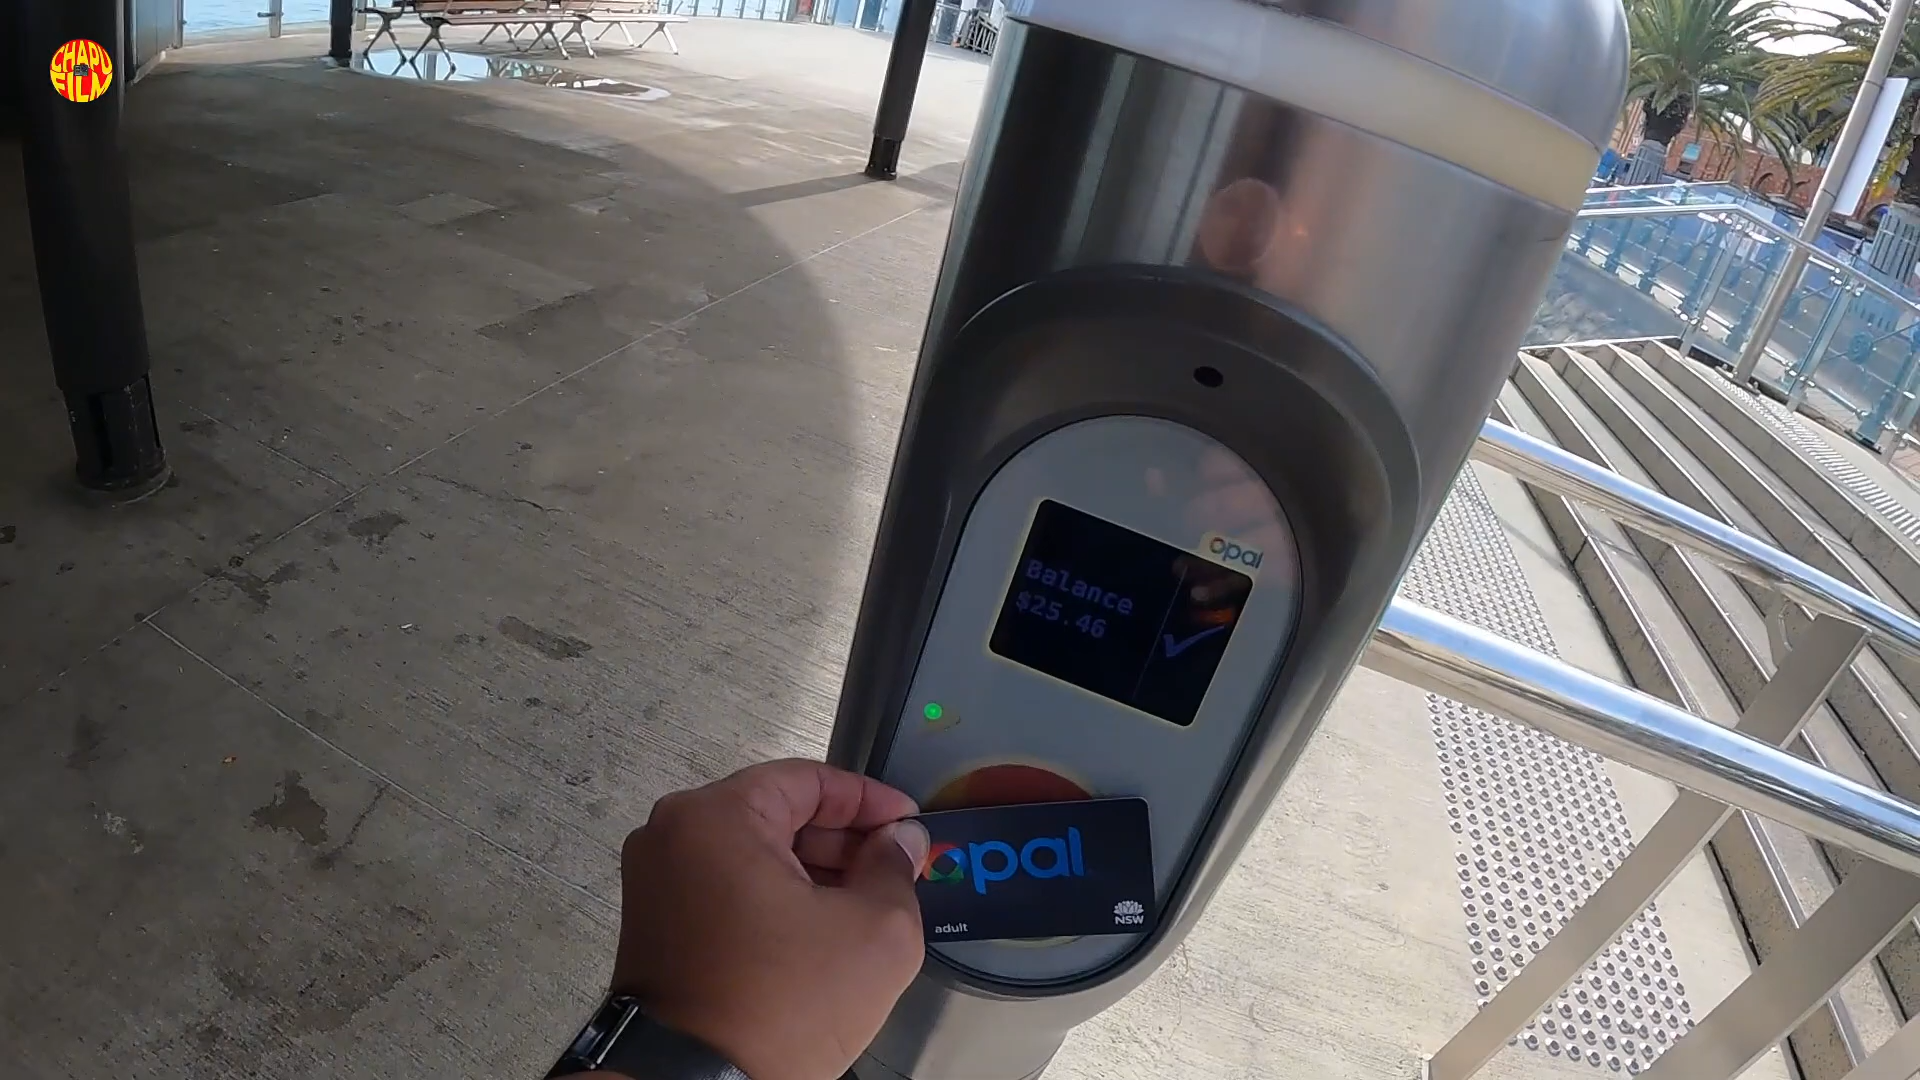 CHAPU
FILM
opal
Balance
$25.46
opal
adult
NSW